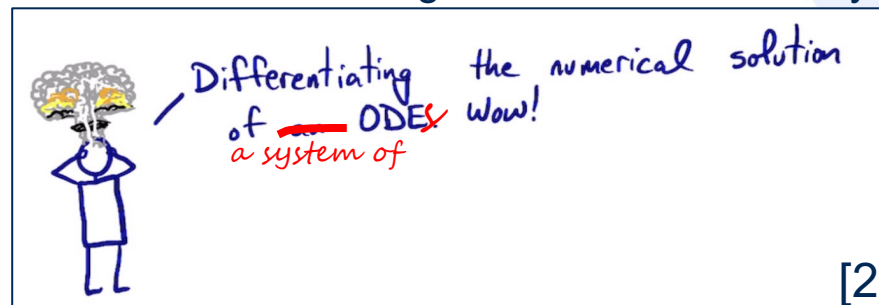 Differentiating the numerical solution
of ODEs wow!
a system of
[2